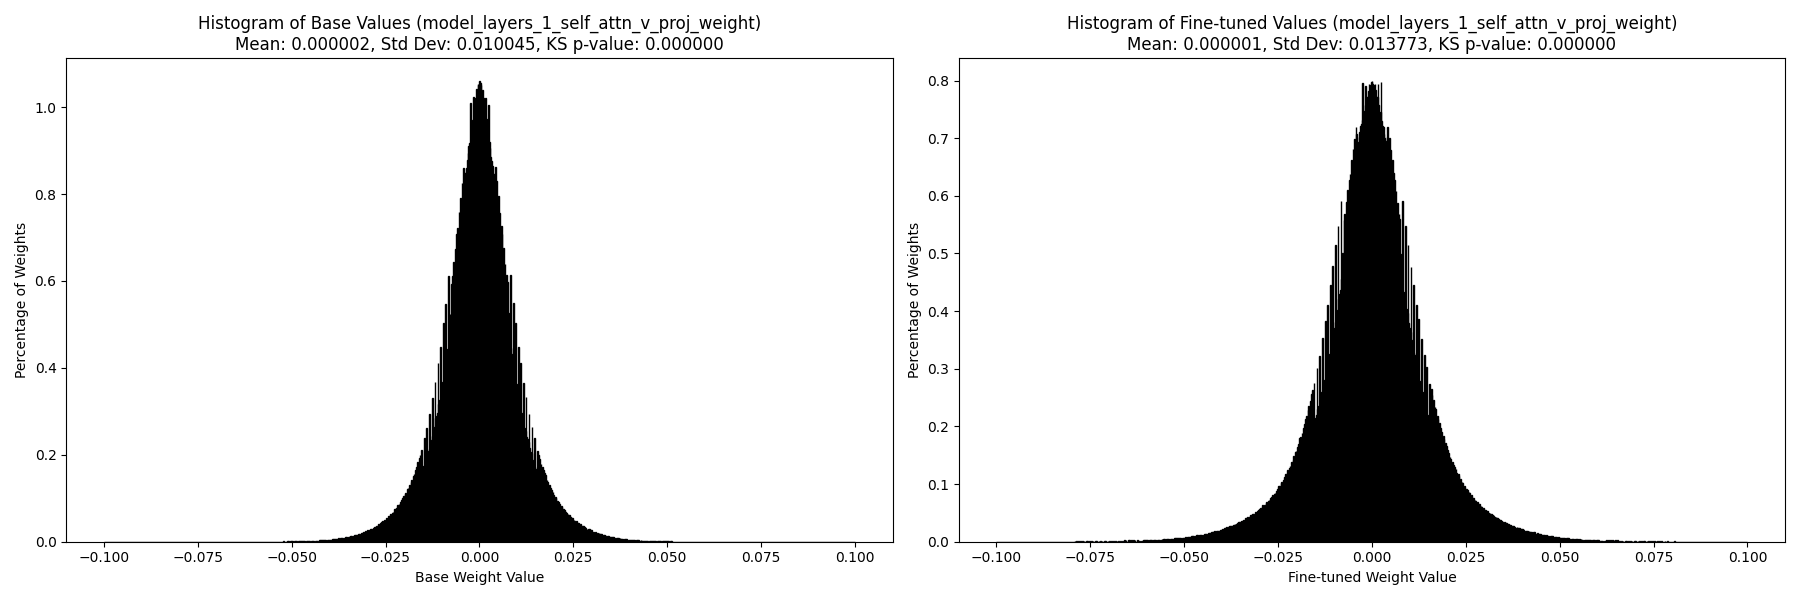 Histogram of Base Values (model_layers_1_self_attn_v_proj_weight)
Mean: 0.000002, Std Dev: 0.010045, KS p-value: 0.000000
1.0
0.8
0.6
0.4
0.2
0.0
Percentage of Weights
−0.100 −0.075 −0.050 −0.025 0.000 0.025 0.050 0.075 0.100
Base Weight Value
Histogram of Fine-tuned Values (model_layers_1_self_attn_v_proj_weight)
Mean: 0.000001, Std Dev: 0.013773, KS p-value: 0.000000
0.8
0.7
0.6
0.5
0.4
0.3
0.2
0.1
0.0
Percentage of Weights
−0.100 −0.075 −0.050 −0.025 0.000 0.025 0.050 0.075 0.100
Fine-tuned Weight Value